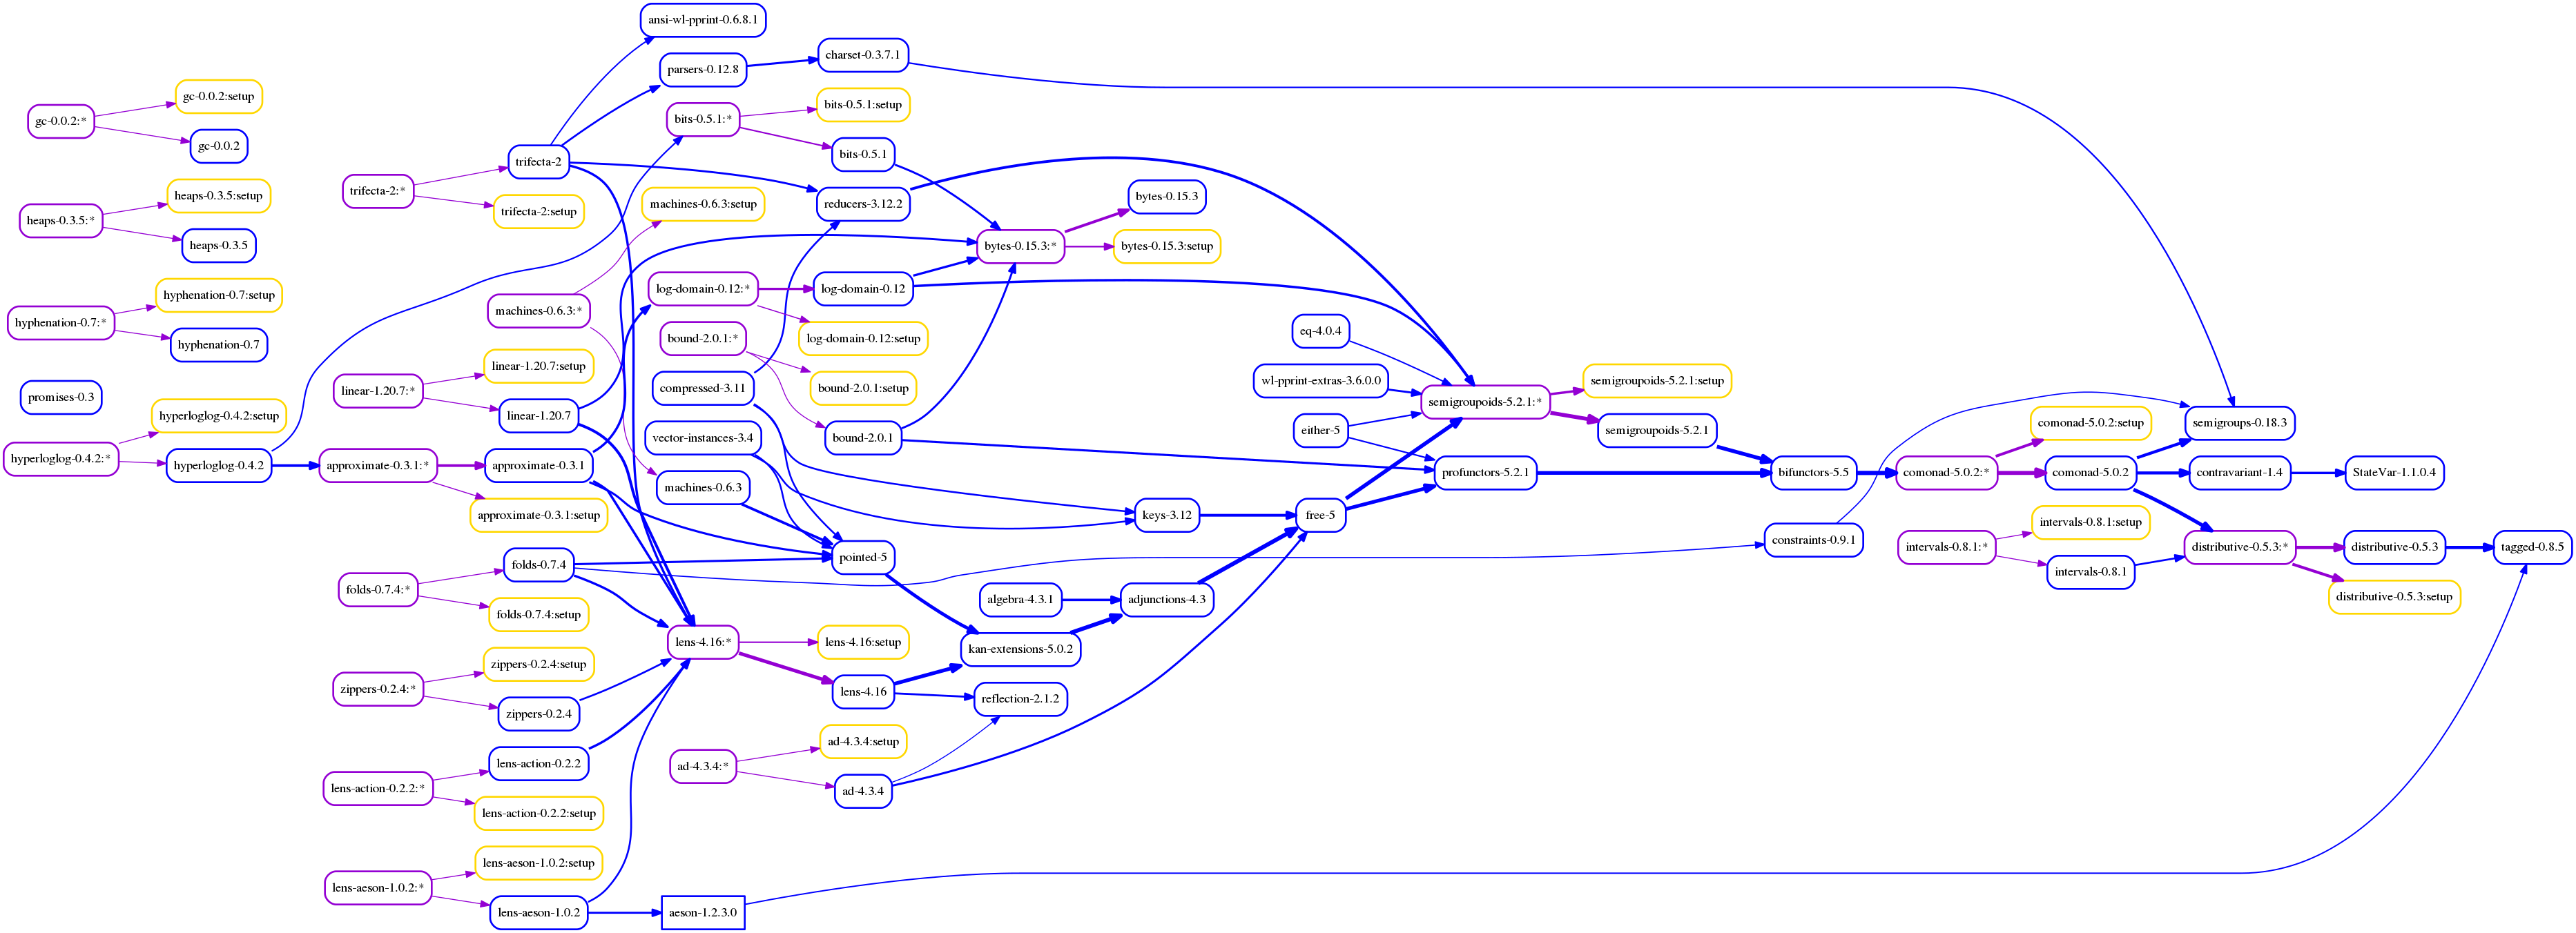 gc-0.0.2:*
gc-0.0.2:setup
gc-0.0.2
heaps-0.3.5:*
heaps-0.3.5:setup
heaps-0.3.5
hyphenation-0.7:*
hyphenation-0.7:setup
hyphenation-0.7
promises-0.3
hyperloglog-0.4.2:*
hyperloglog-0.4.2:setup
hyperloglog-0.4.2
trifecta-2:*
linear-1.20.7:*
approximate-0.3.1:*
folds-0.7.4:*
zippers-0.2.4:*
lens-action-0.2.2:*
lens-aeson-1.0.2:*
trifecta-2
trifecta-2:setup
machines-0.6.3:*
linear-1.20.7:setup
linear-1.20.7
approximate-0.3.1
approximate-0.3.1:setup
folds-0.7.4
folds-0.7.4:setup
zippers-0.2.4:setup
zippers-0.2.4
lens-action-0.2.2
lens-action-0.2.2:setup
lens-aeson-1.0.2:setup
lens-aeson-1.0.2
ansi-wl-pprint-0.6.8.1
parsers-0.12.8
bits-0.5.1:*
machines-0.6.3:setup
log-domain-0.12:*
bound-2.0.1:*
compressed-3.11
vector-instances-3.4
machines-0.6.3
lens-4.16:*
ad-4.3.4:*
aeson-1.2.3.0
charset-0.3.7.1
bits-0.5.1:setup
bits-0.5.1
reducers-3.12.2
log-domain-0.12
log-domain-0.12:setup
bound-2.0.1:setup
bound-2.0.1
pointed-5
lens-4.16:setup
lens-4.16
ad-4.3.4:setup
ad-4.3.4
bytes-0.15.3:*
algebra-4.3.1
kan-extensions-5.0.2
reflection-2.1.2
bytes-0.15.3
bytes-0.15.3:setup
keys-3.12
adjunctions-4.3
eq-4.0.4
wl-pprint-extras-3.6.0.0
either-5
free-5
semigroupoids-5.2.1:*
profunctors-5.2.1
semigroupoids-5.2.1:setup
semigroupoids-5.2.1
bifunctors-5.5
constraints-0.9.1
comonad-5.0.2:*
intervals-0.8.1:*
comonad-5.0.2:setup
comonad-5.0.2
intervals-0.8.1:setup
intervals-0.8.1
semigroups-0.18.3
contravariant-1.4
distributive-0.5.3:*
StateVar-1.1.0.4
distributive-0.5.3
distributive-0.5.3:setup
tagged-0.8.5